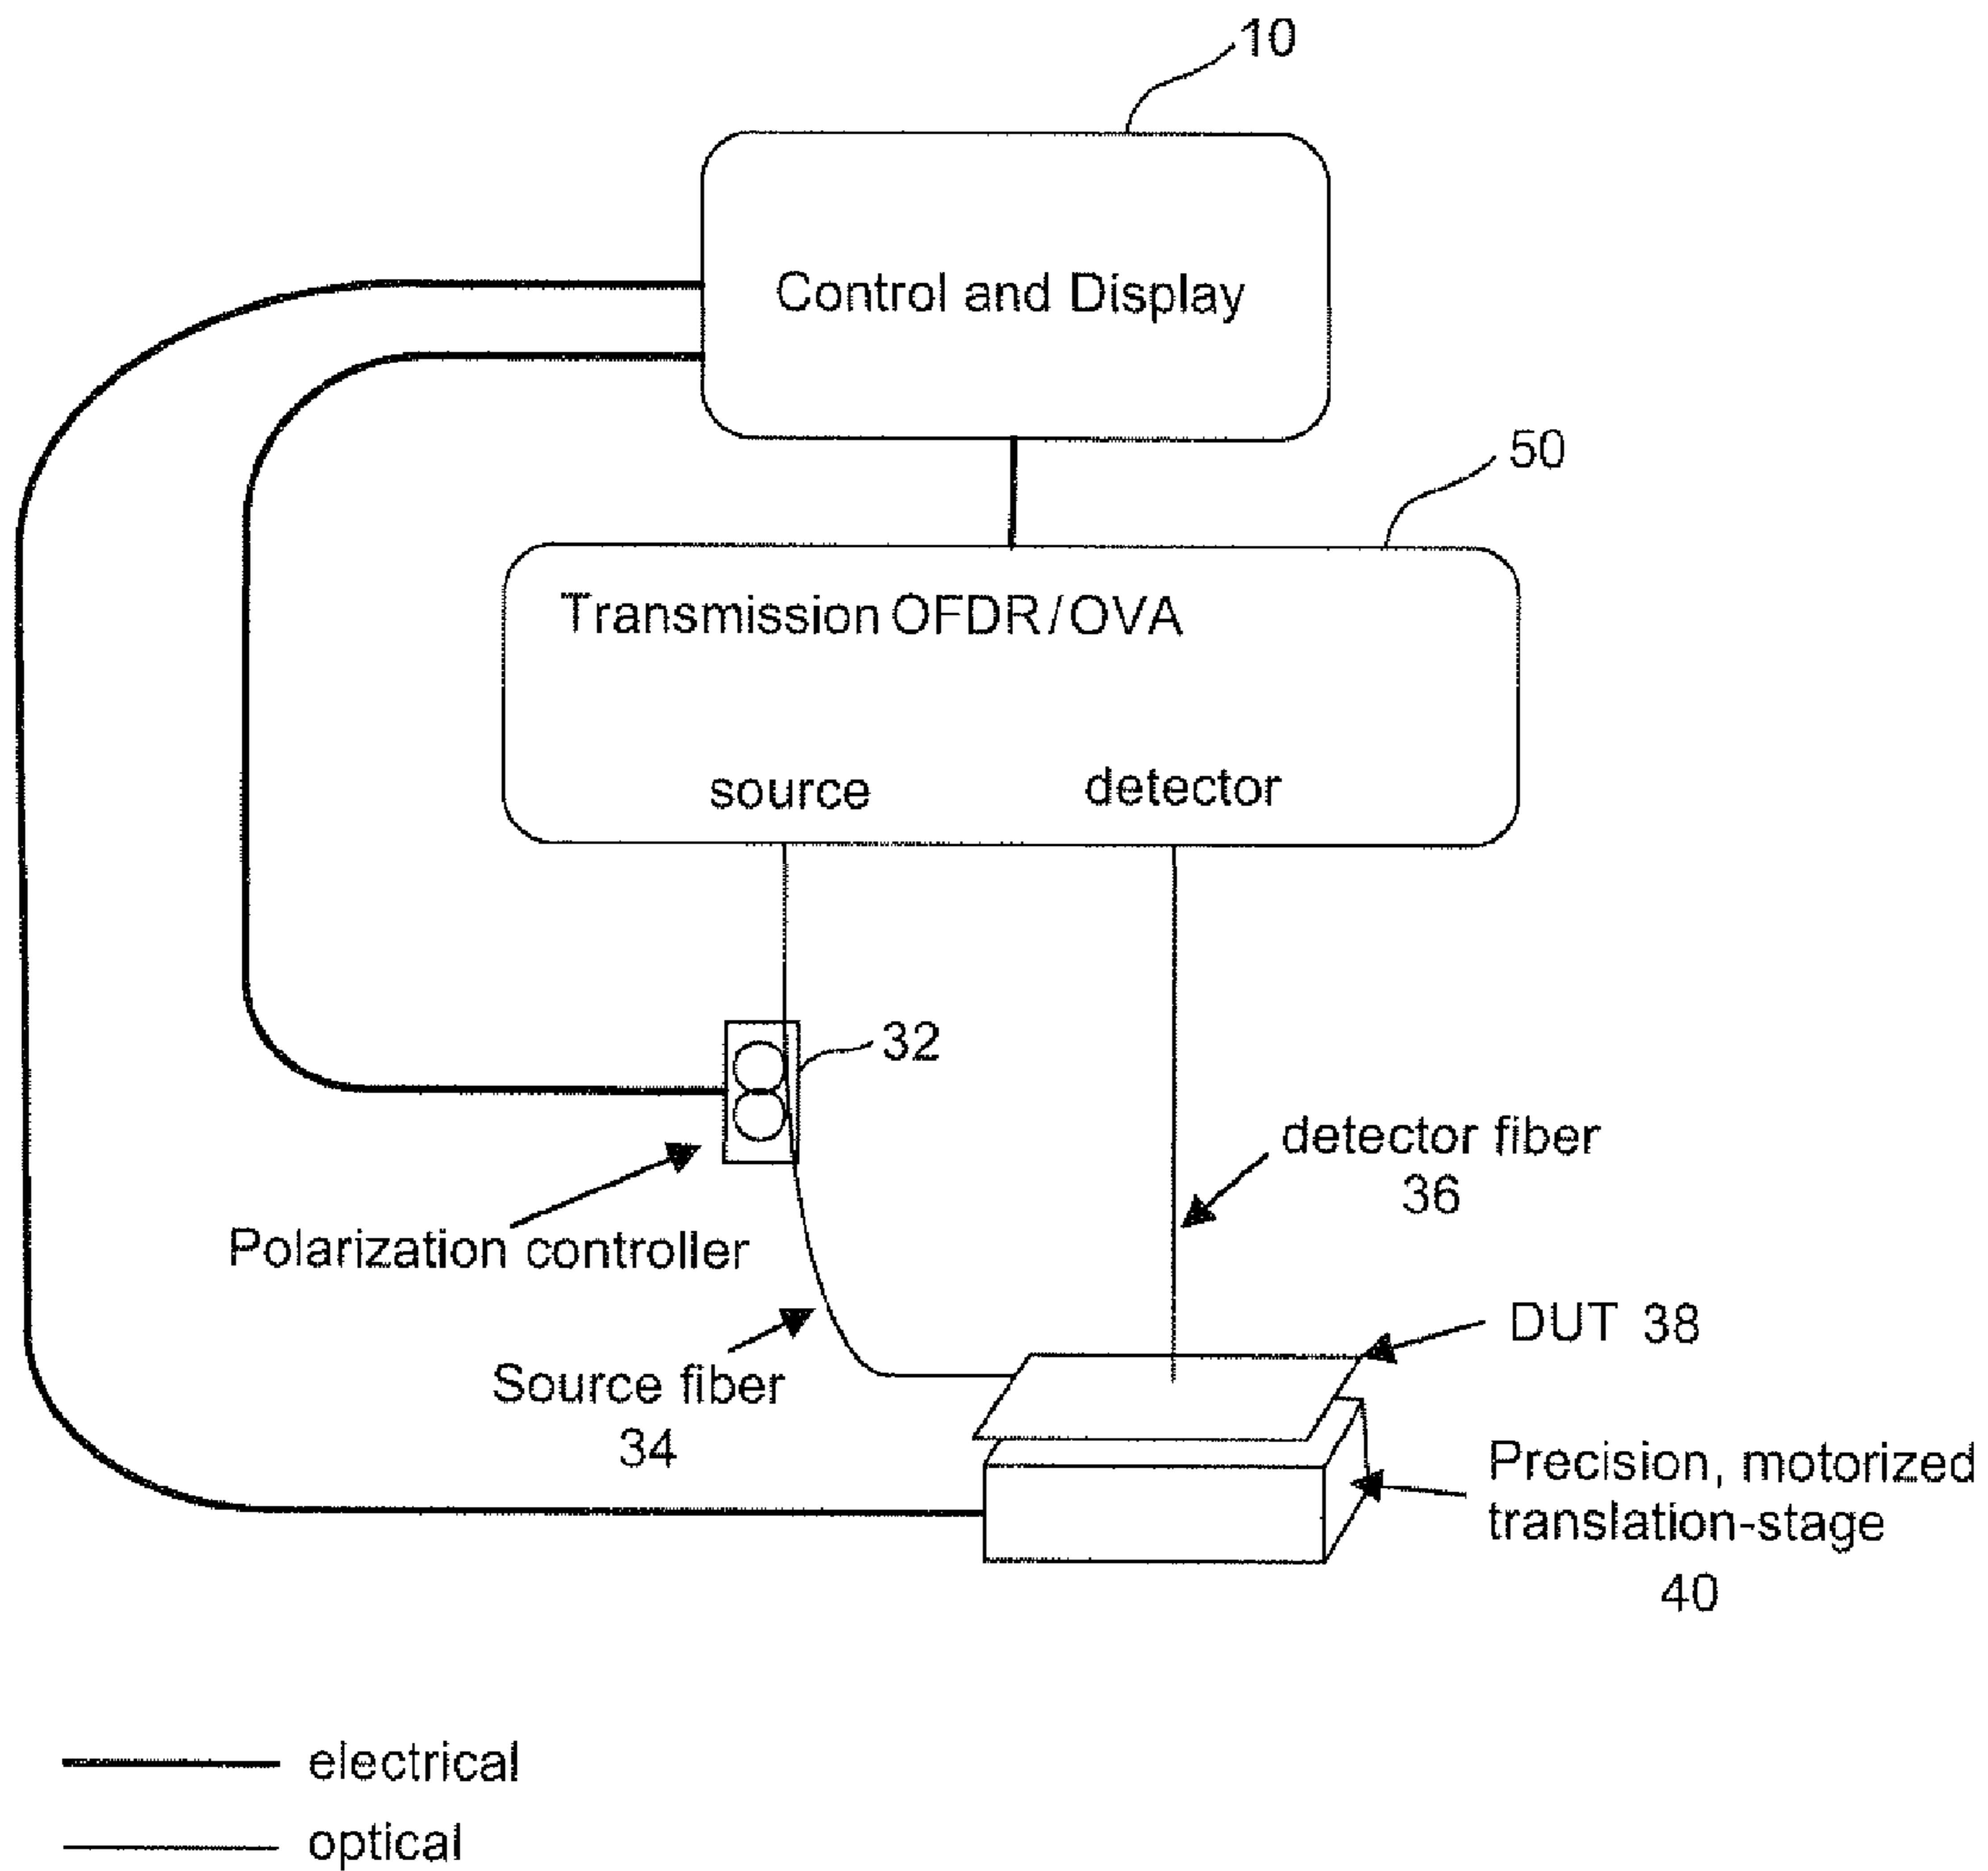 10
Control and Display
50
Transmission OFDR/OVA
source detector
32
detector fiber
36
Polarization controller
DUT 38
Source fiber
34
Precision, motorized
translation-stage
40
electrical
optical